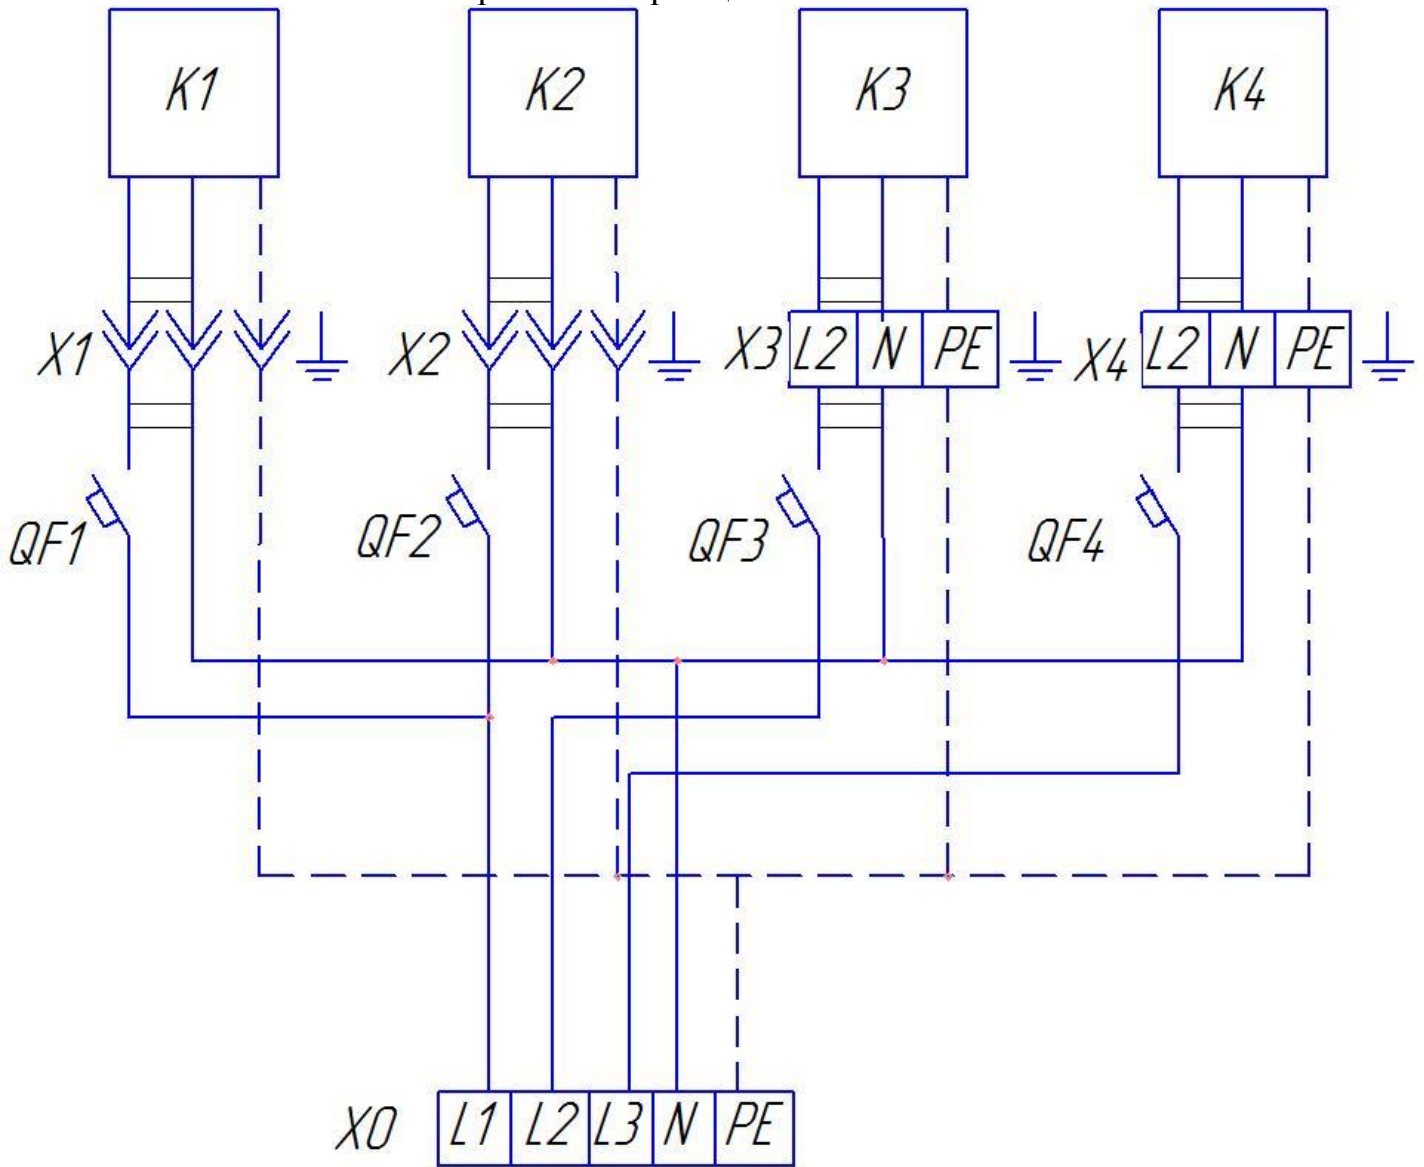 K1 K2 K3 K4
X1 X2 X3 L2 N PE X4 L2 N PE
QF1 QF2 QF3 QF4
X0 L1 L2 L3 N PE